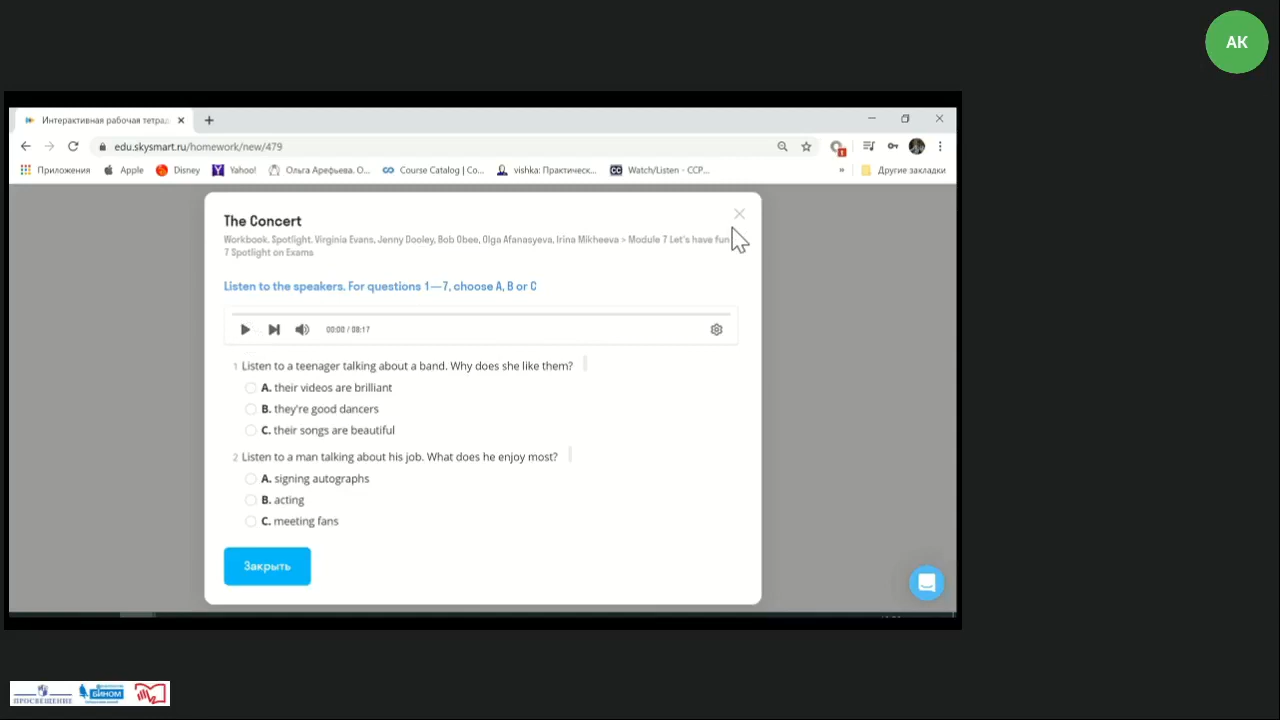 АК
Интерактивная рабочая тетрад
edu.skysmart.ru/homework/new/479
Приложения Apple Disney Yahoo! Ольга Арефьева. О... Course Catalog | Co... vishka: Практическ... Watch/Listen - CCP... » Другие закладки
The Concert
Workbook. Spotlight. Virginia Evans, Jenny Dooley, Bob Obee, Olga Afanasyeva, Irina Mikheeva > Module 7 Let's have fun
7 Spotlight on Exams
Listen to the speakers. For questions 1—7, choose A, B or C
00:00 / 08:17
1 Listen to a teenager talking about a band. Why does she like them?
A. their videos are brilliant
B. they're good dancers
C. their songs are beautiful
2 Listen to a man talking about his job. What does he enjoy most?
A. signing autographs
B. acting
C. meeting fans
Закрыть
ПРОСВЕЩЕНИЕ
БИНОМ